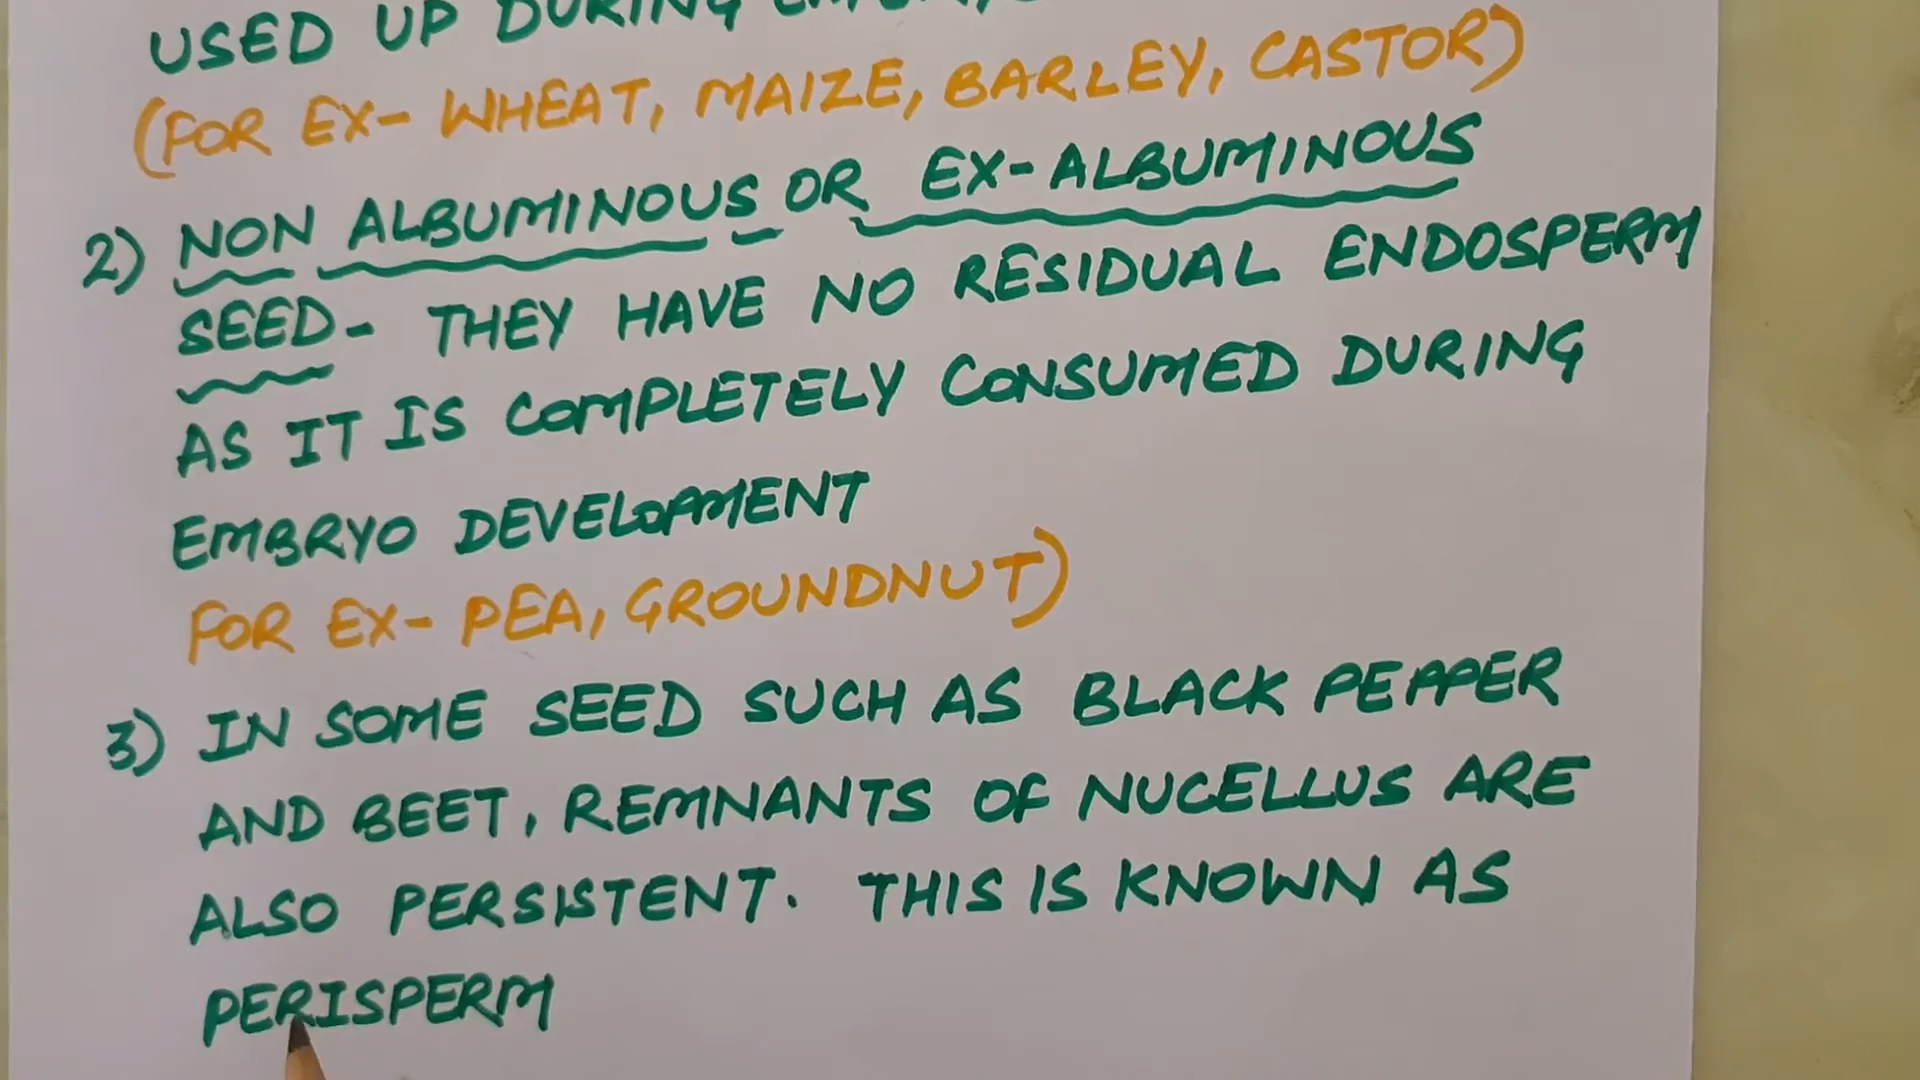 USED UP DURING
(FOR EX- WHEAT, MAIZE, BARLEY, CASTOR)
2) NON ALBUMINOUS OR EX-ALBUMINOUS
SEED- THEY HAVE NO RESIDUAL ENDOSPERM
AS IT IS COMPLETELY CONSUMED DURING
EMBRYO DEVELOPMENT
FOR EX- PEA, GROUNDNUT)
3) IN SOME SEED SUCH AS BLACK PEPPER
AND BEET, REMNANTS OF NUCELLUS ARE
ALSO PERSISTENT. THIS IS KNOWN AS
PERISPERM